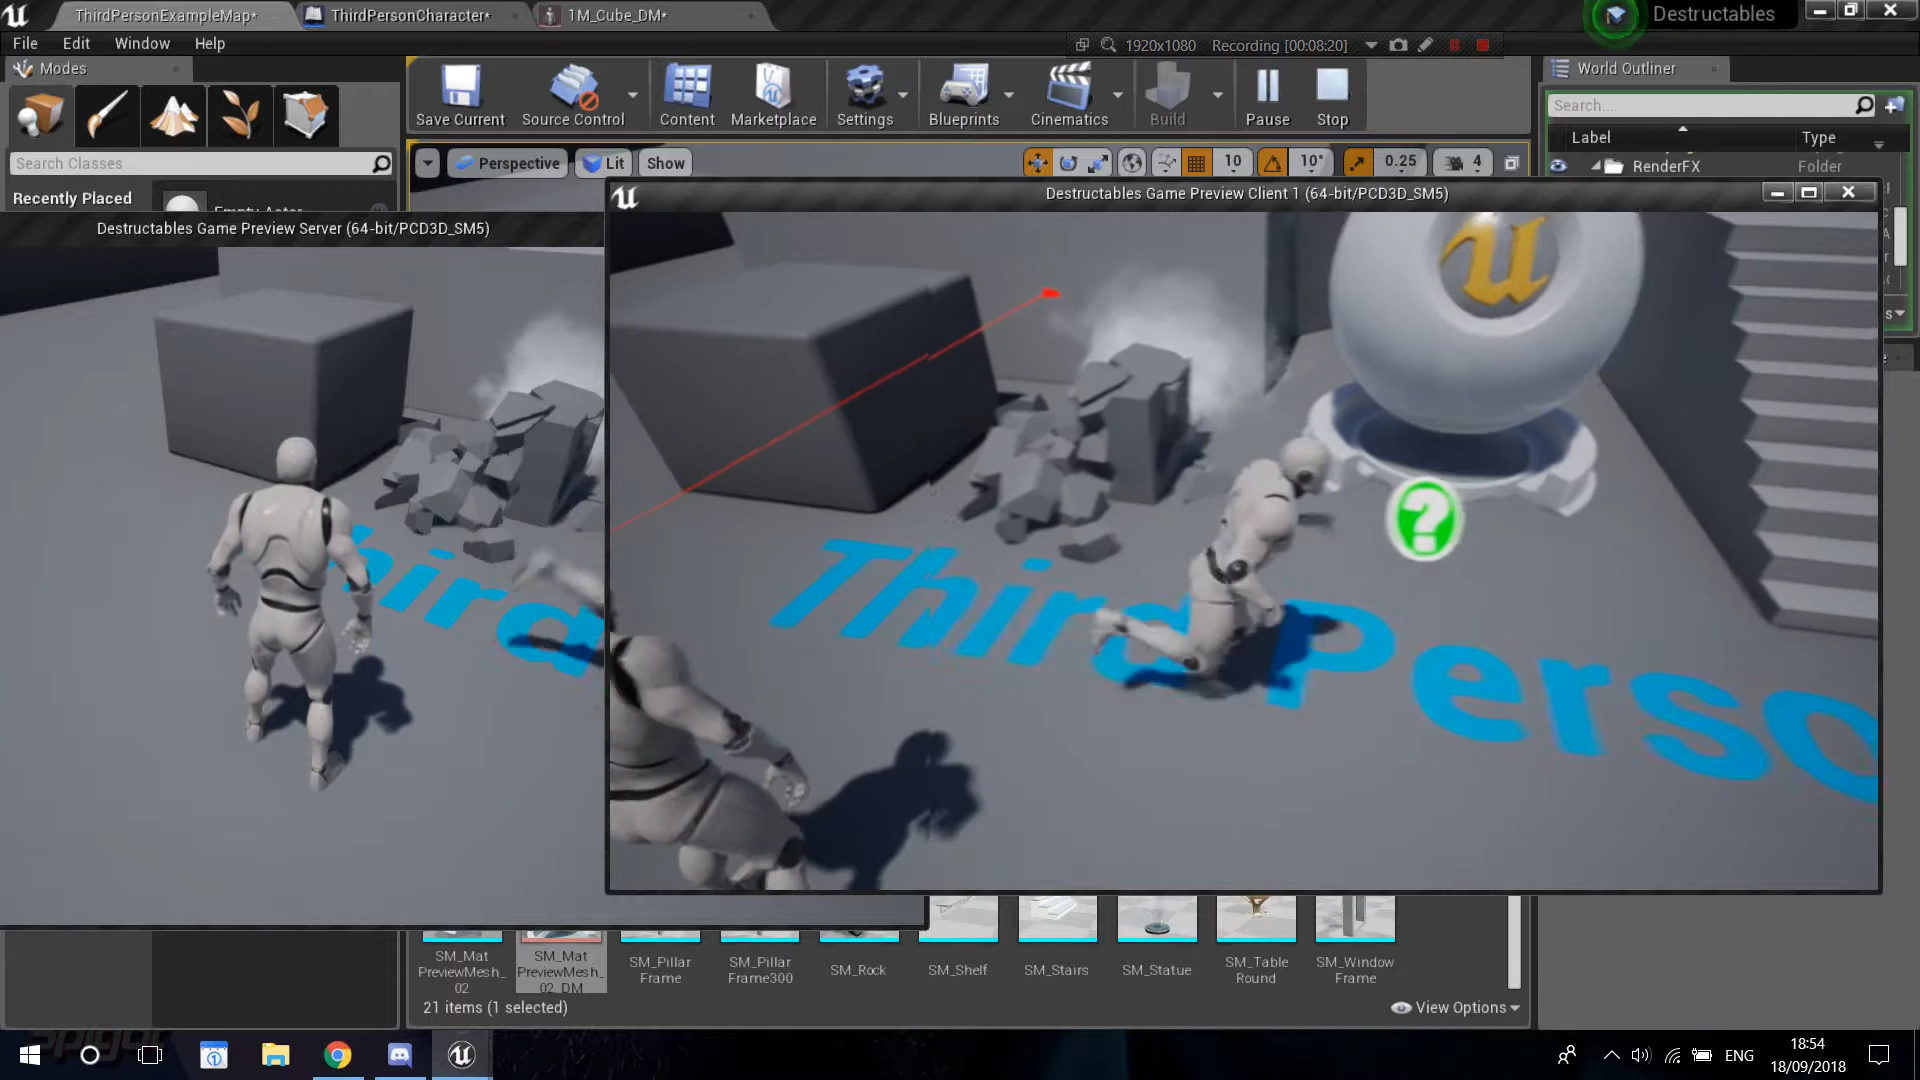 ThirdPersonExampleMap*
ThirdPersonCharacter*
1M_Cube_DM*
Destructables
File Edit Window Help
1920x1080 Recording [00:08:20]
Modes
World Outliner
Save Current
Source Control
Content
Marketplace
Settings
Blueprints
Cinematics
Build
Pause
Stop
Search...
Label Type
RenderFX Folder
Search Classes
Perspective Lit Show
10 10° 0.25 4
Recently Placed
Empty Actor
Destructables Game Preview Client 1 (64-bit/PCD3D_SM5)
Destructables Game Preview Server (64-bit/PCD3D_SM5)
?
Third Perso
SM_Mat
PreviewMesh_
02
SM_Mat
PreviewMesh_
02_DM
SM_Pillar
Frame
SM_Pillar
Frame300
SM_Rock
SM_Shelf
SM_Stairs
SM_Statue
SM_Table
Round
SM_Window
Frame
21 items (1 selected)
View Options
ENG
18:54
18/09/2018